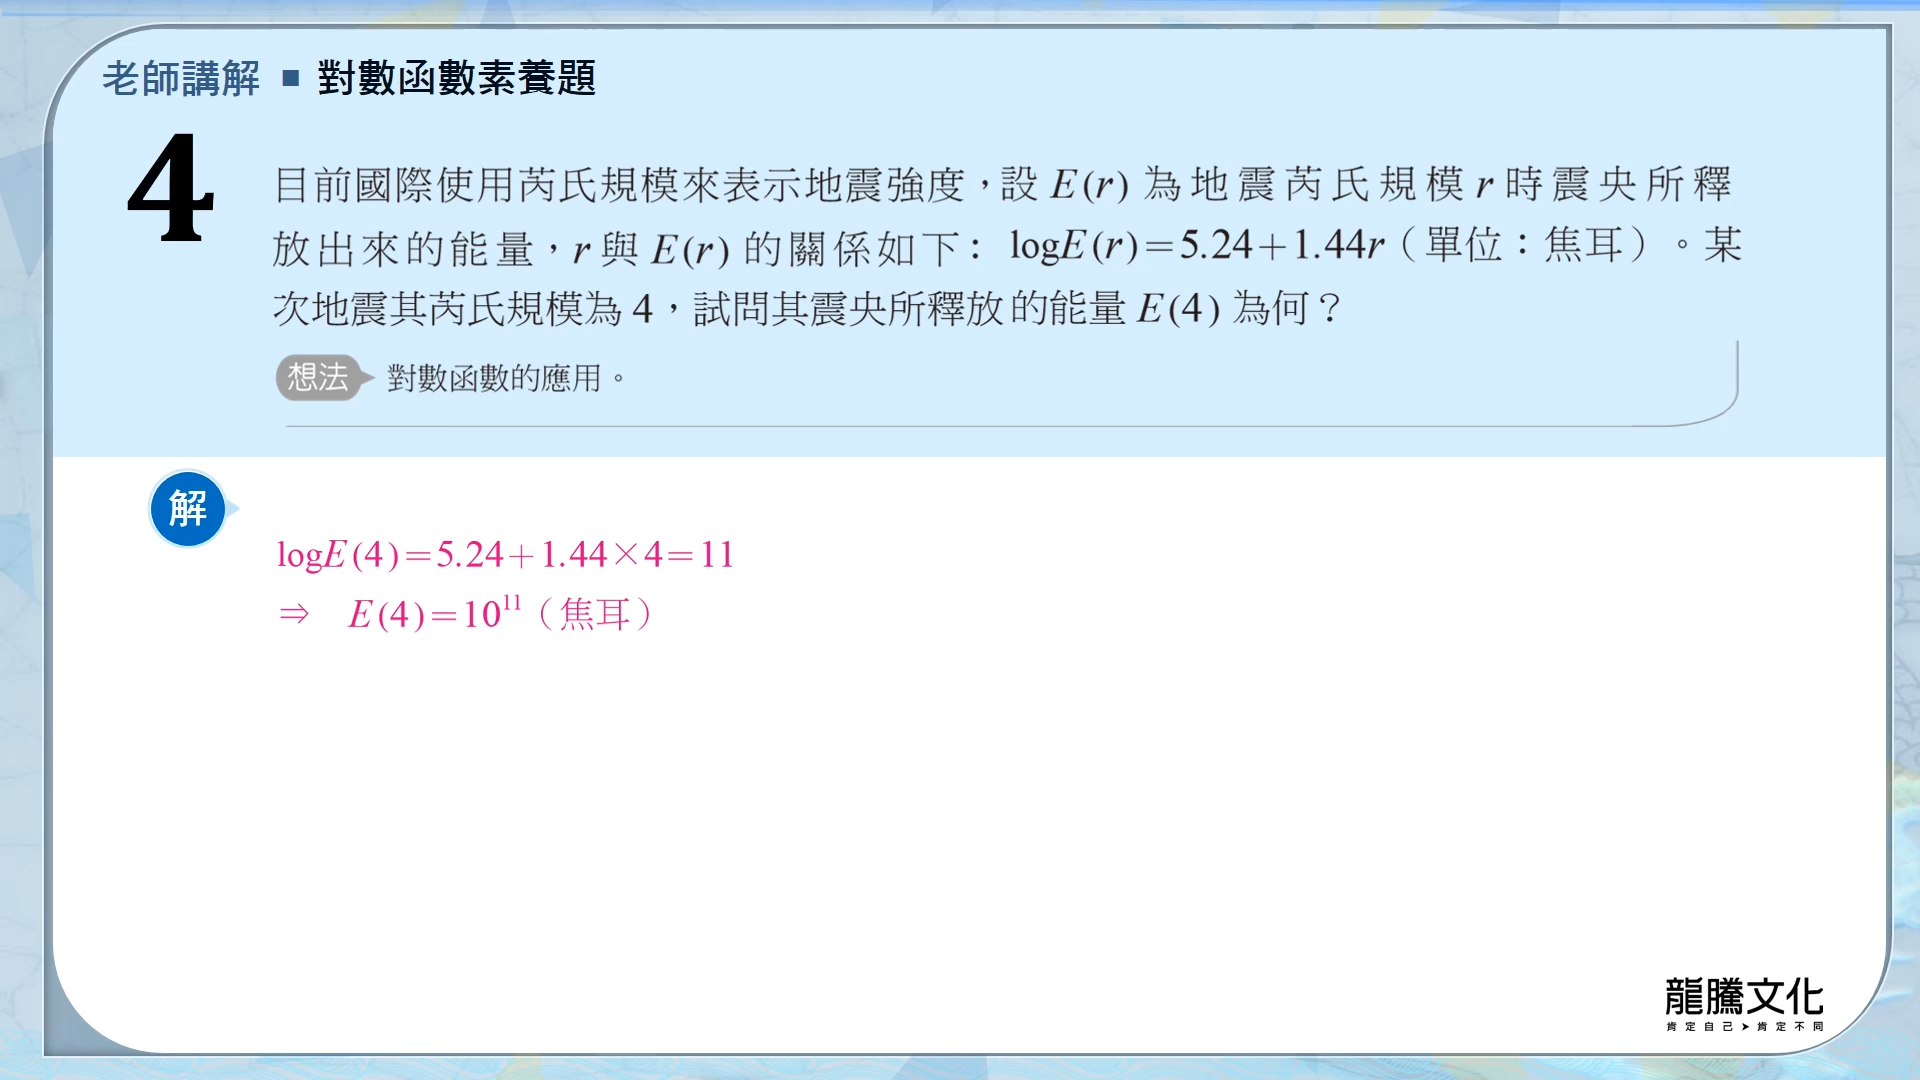 老師講解 ■ 對數函數素養題
4
目前國際使用芮氏規模來表示地震強度，設 E(r) 為地震芮氏規模 r 時震央所釋
放出來的能量，r 與 E(r) 的關係如下： logE(r)=5.24+1.44r（單位：焦耳）。某
次地震其芮氏規模為 4，試問其震央所釋放的能量 E(4) 為何？
想法 對數函數的應用。
解
logE(4)=5.24+1.44×4=11
⇒ E(4)=10¹¹（焦耳）
龍騰文化
肯定自己➤肯定不同